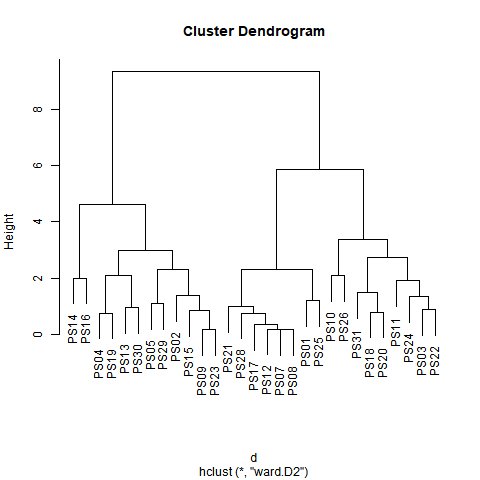 Cluster Dendrogram
Height
8
6
4
2
0
PS14
PS16
PS04
PS19
PS13
PS30
PS05
PS29
PS02
PS15
PS09
PS23
PS21
PS28
PS17
PS12
PS07
PS08
PS01
PS25
PS10
PS26
PS31
PS18
PS20
PS11
PS24
PS03
PS22
d
hclust (*, "ward.D2")